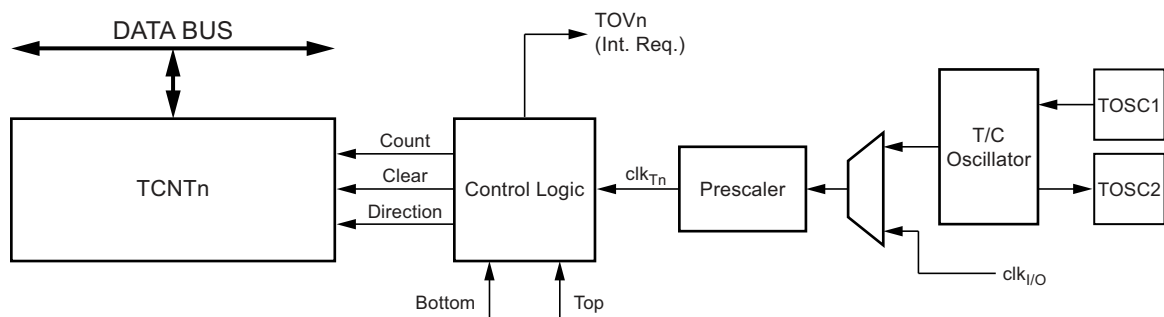 DATA BUS
TOVn
(Int. Req.)
TCNTn
Count
Clear
Direction
Control Logic
clkTn
Prescaler
T/C
Oscillator
TOSC1
TOSC2
clkI/O
Bottom
Top